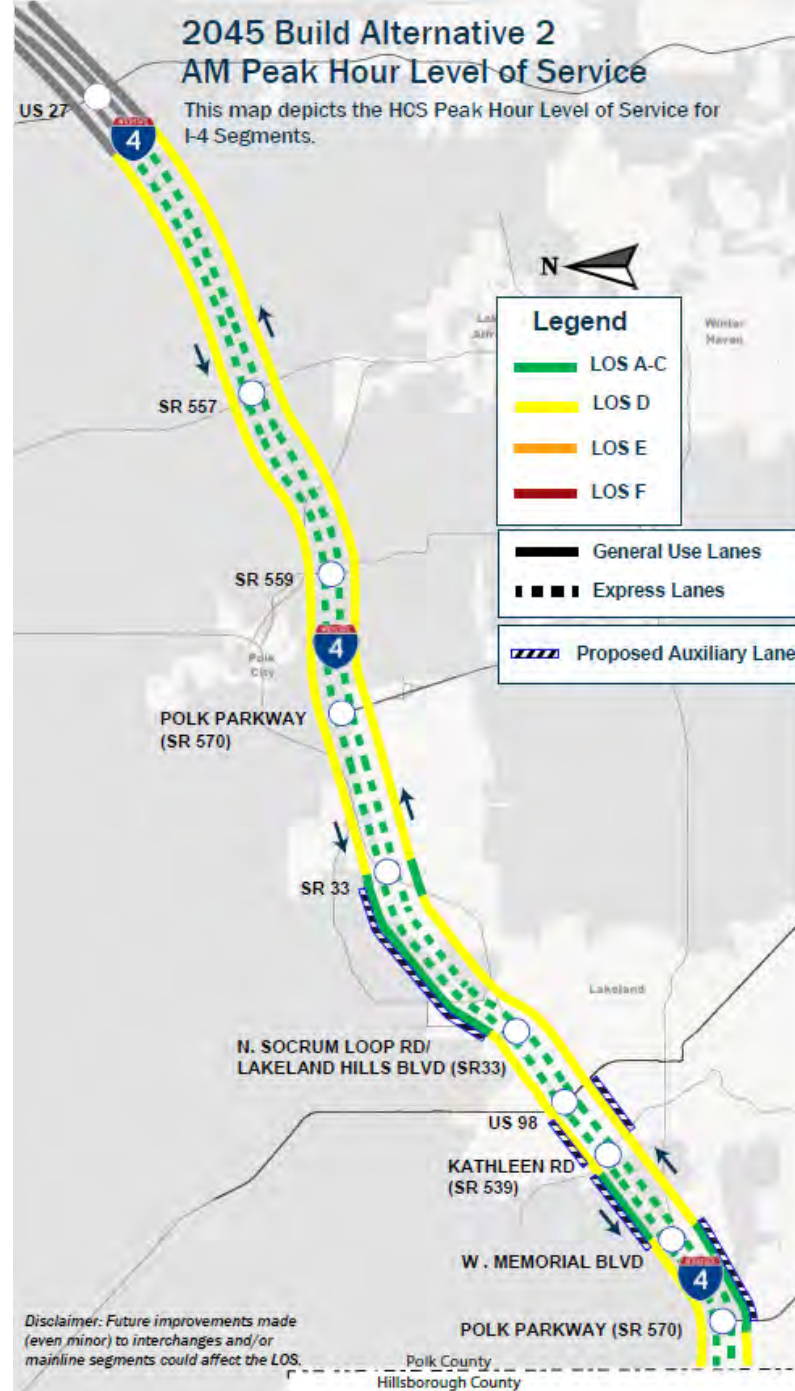 2045 Build Alternative 2
AM Peak Hour Level of Service
This map depicts the HCS Peak Hour Level of Service for
I-4 Segments.
US 27
4
N
Legend
LOS A-C
LOS D
LOS E
LOS F
General Use Lanes
Express Lanes
Proposed Auxiliary Lane
Winter
Haven
SR 557
SR 559
4
Polk
City
POLK PARKWAY
(SR 570)
SR 33
Lakeland
N. SOCRUM LOOP RD/
LAKELAND HILLS BLVD (SR33)
US 98
KATHLEEN RD
(SR 539)
W . MEMORIAL BLVD
4
POLK PARKWAY (SR 570)
Disclaimer: Future improvements made
(even minor) to interchanges and/or
mainline segments could affect the LOS.
Polk County
Hillsborough County